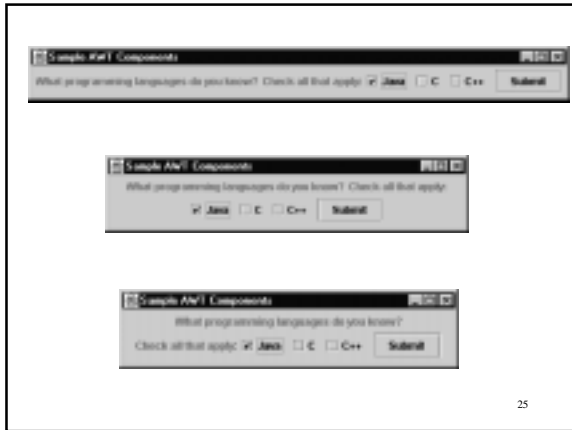 Sample AWT Components
What programming languages do you know? Check all that apply: Java C C++ Submit
Sample AWT Components
What programming languages do you know? Check all that apply:
Java C C++ Submit
Sample AWT Components
What programming languages do you know?
Check all that apply: Java C C++ Submit
25